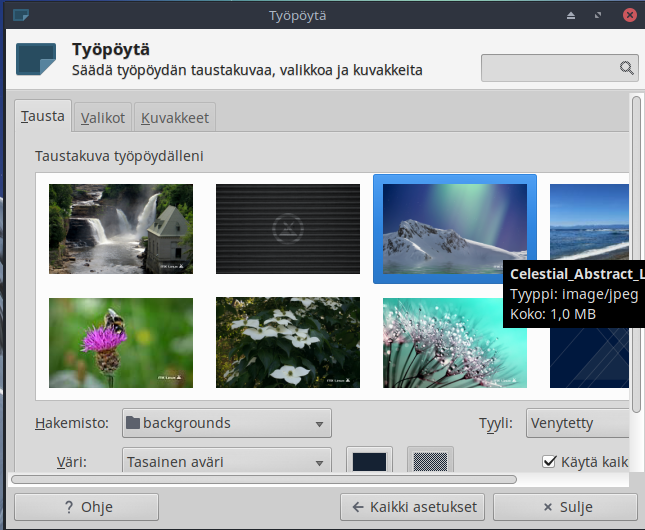 Työpöytä
Työpöytä
Säädä työpöydän taustakuvaa, valikkoa ja kuvakkeita
Tausta
Valikot
Kuvakkeet
Taustakuva työpöydälleni
Celestial_Abstract_L
Tyyppi: image/jpeg
Koko: 1,0 MB
Hakemisto:
backgrounds
Tyyli:
Venytetty
Väri:
Tasainen aväri
Käytä kaik
? Ohje
Kaikki asetukset
Sulje